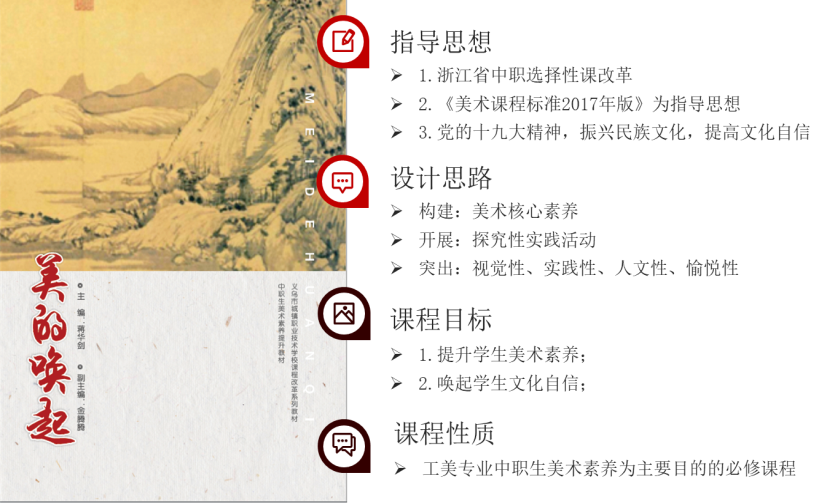 指导思想
➢ 1.浙江省中职选择性课改革
➢ 2.《美术课程标准2017年版》为指导思想
➢ 3.党的十九大精神，振兴民族文化，提高文化自信
设计思路
➢ 构建：美术核心素养
➢ 开展：探究性实践活动
➢ 突出：视觉性、实践性、人文性、愉悦性
课程目标
➢ 1.提升学生美术素养；
➢ 2.唤起学生文化自信；
课程性质
➢ 工美专业中职生美术素养为主要目的的必修课程
MEIDEHUANQI
义乌市城镇职业技术学校课程改革系列教材
中职生美术素养提升教材
美的唤起
主 编：蒋华剑
副主编：金腾腾